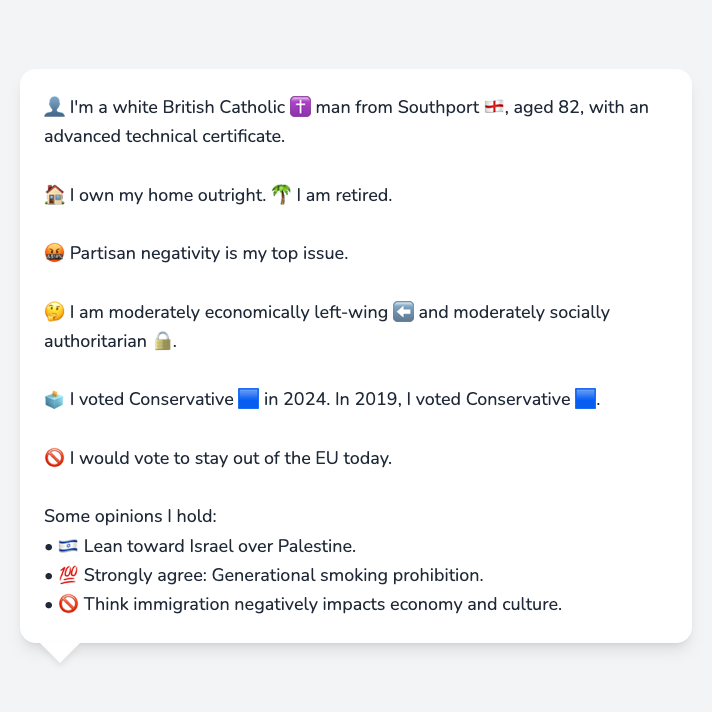 👤 I'm a white British Catholic ✝️ man from Southport 🏴󠁧󠁢󠁥󠁮󠁧󠁿, aged 82, with an
advanced technical certificate.
🏠 I own my home outright. 🌴 I am retired.
🤬 Partisan negativity is my top issue.
🤔 I am moderately economically left-wing ⬅️ and moderately socially
authoritarian 🔒.
🗳️ I voted Conservative 🟦 in 2024. In 2019, I voted Conservative 🟦.
🚫 I would vote to stay out of the EU today.
Some opinions I hold:
• 🇮🇱 Lean toward Israel over Palestine.
• 💯 Strongly agree: Generational smoking prohibition.
• 🚫 Think immigration negatively impacts economy and culture.